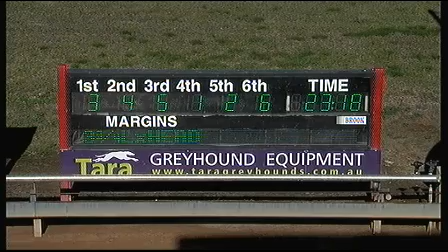 1st 2nd 3rd 4th 5th 6th TIME
3 4 5 1 2 6 23:18
MARGINS BROOK
Tara GREYHOUND EQUIPMENT
www.taragreyhounds.com.au